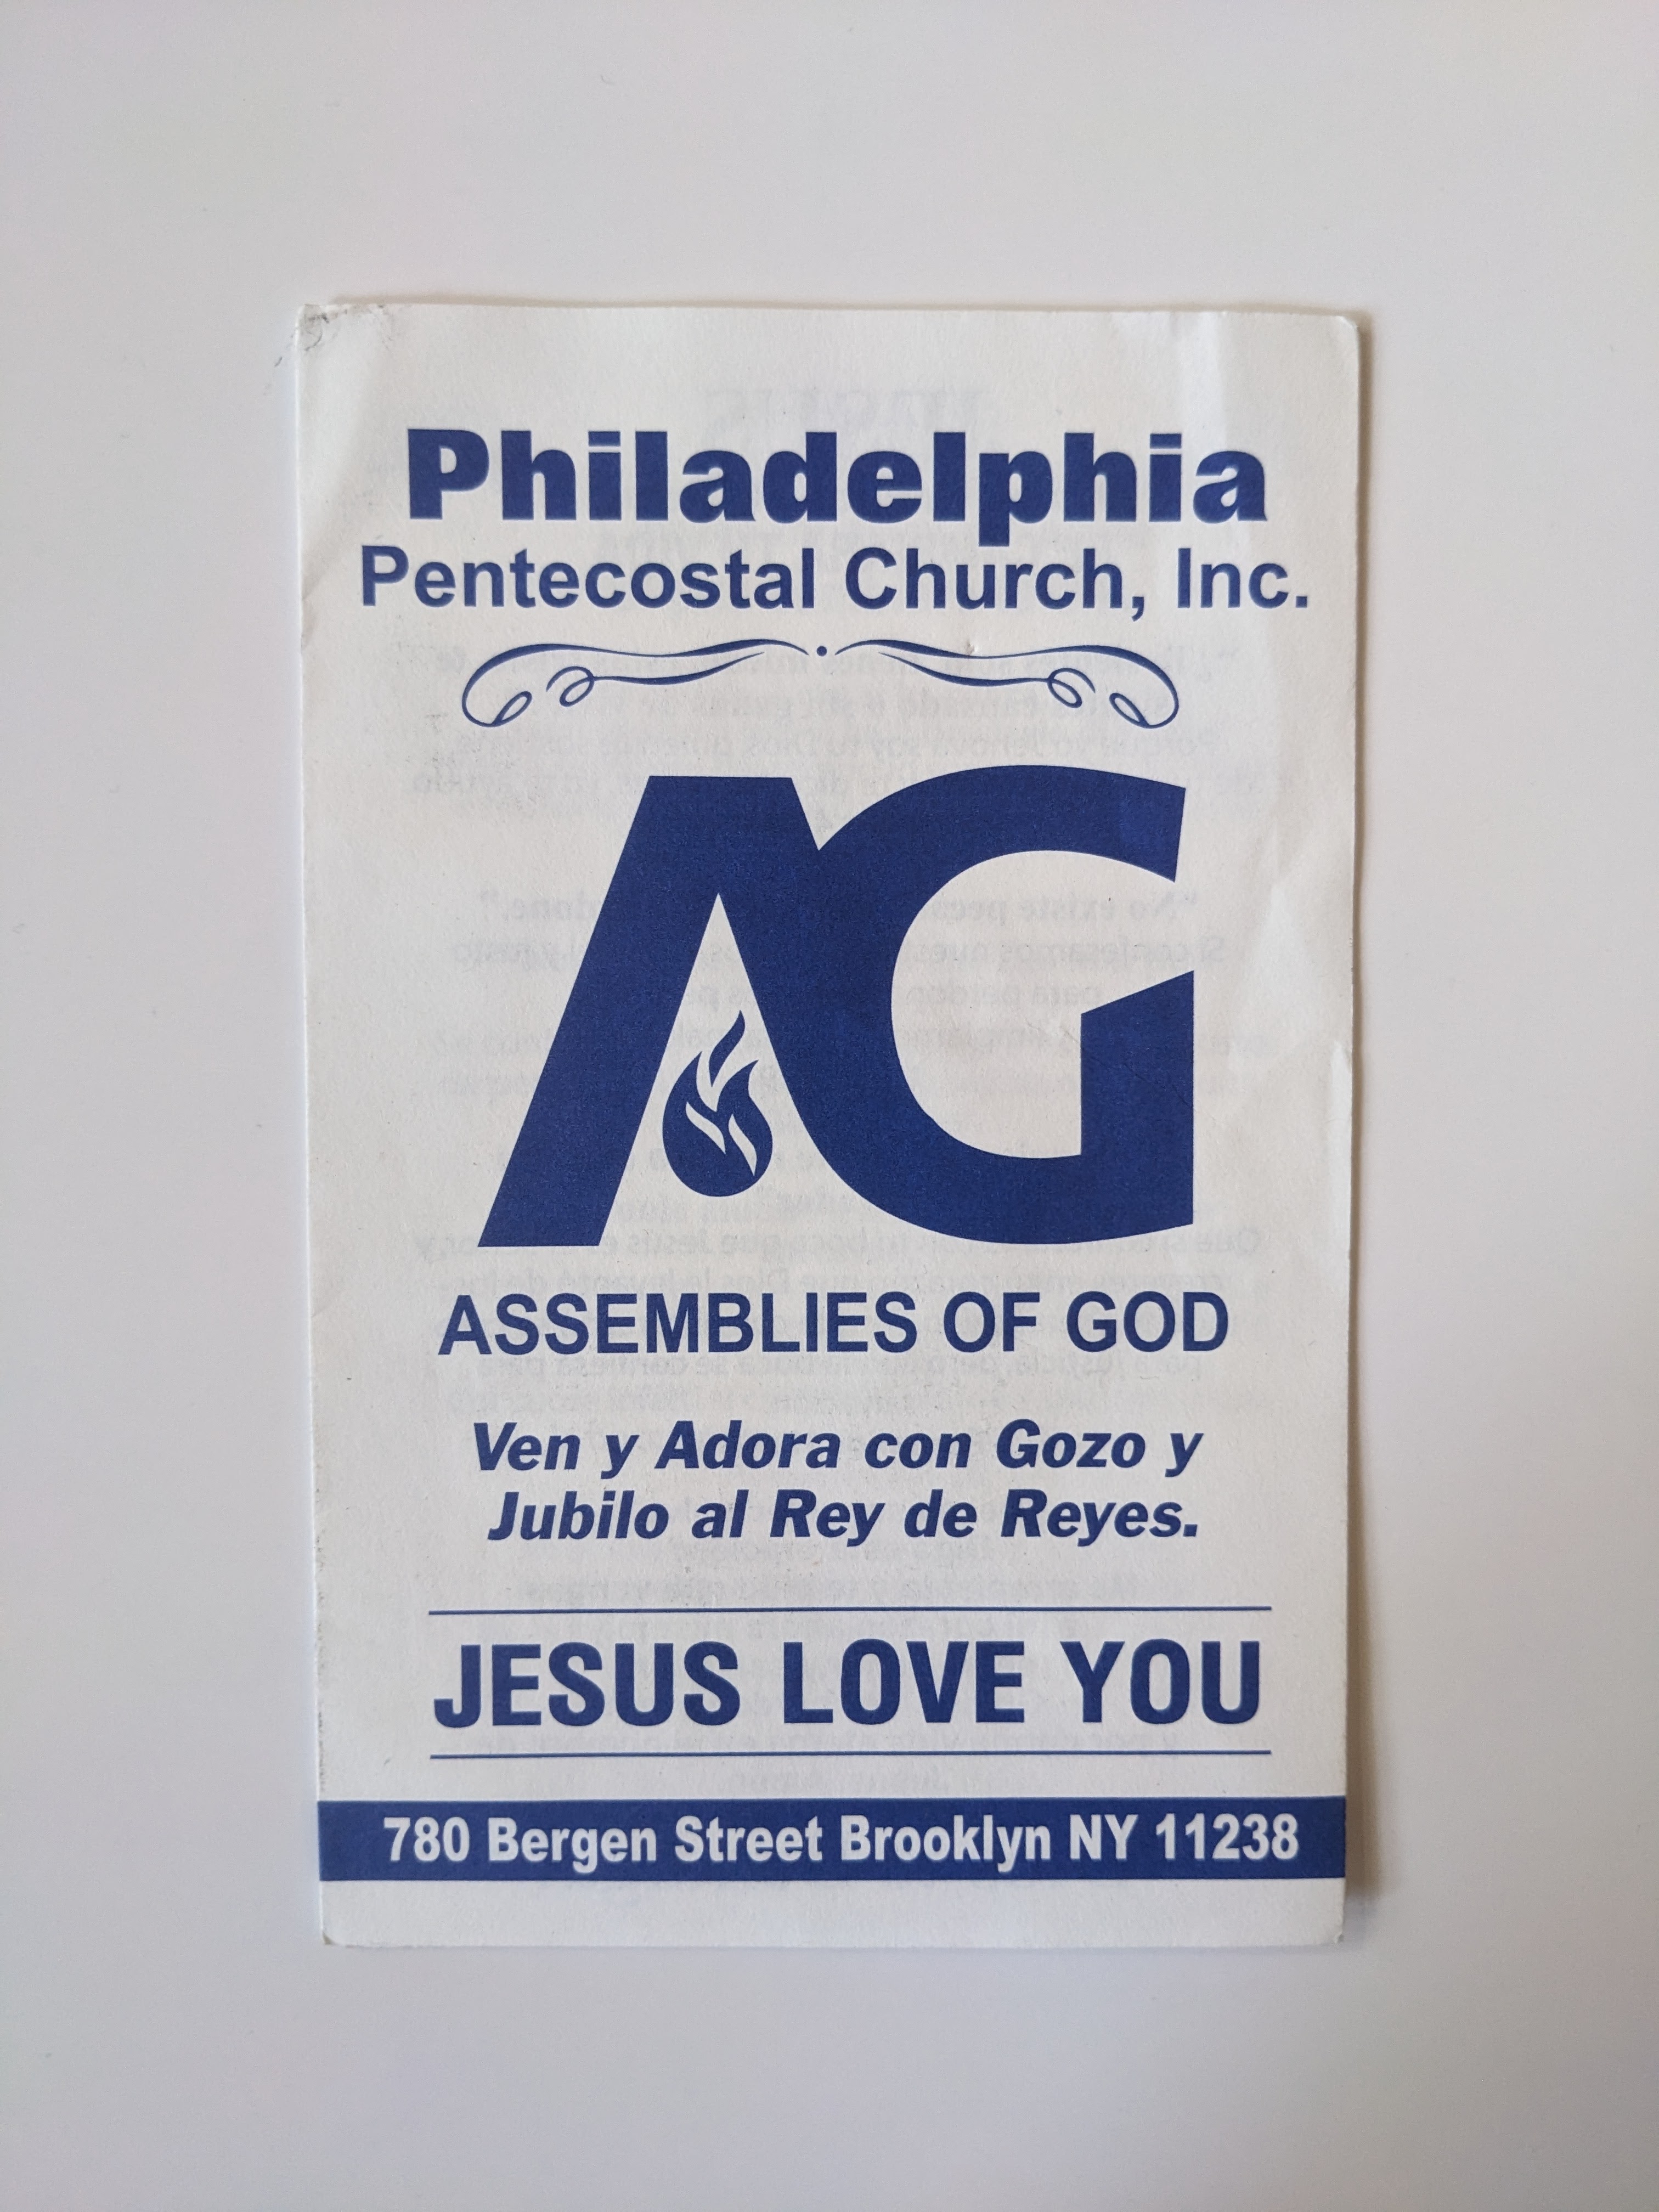 Philadelphia
Pentecostal Church, Inc.
AG
ASSEMBLIES OF GOD
Ven y Adora con Gozo y
Jubilo al Rey de Reyes.
JESUS LOVE YOU
780 Bergen Street Brooklyn NY 11238